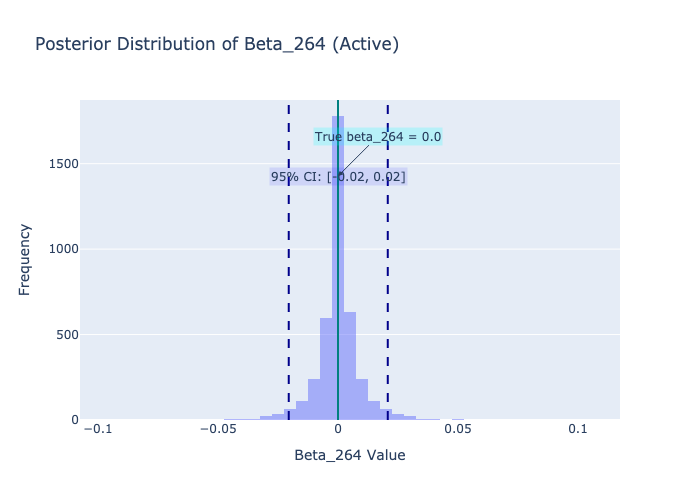 Posterior Distribution of Beta_264 (Active)
True beta_264 = 0.0
95% CI: [-0.02, 0.02]
1500
1000
500
0
Frequency
−0.1
−0.05
0
0.05
0.1
Beta_264 Value